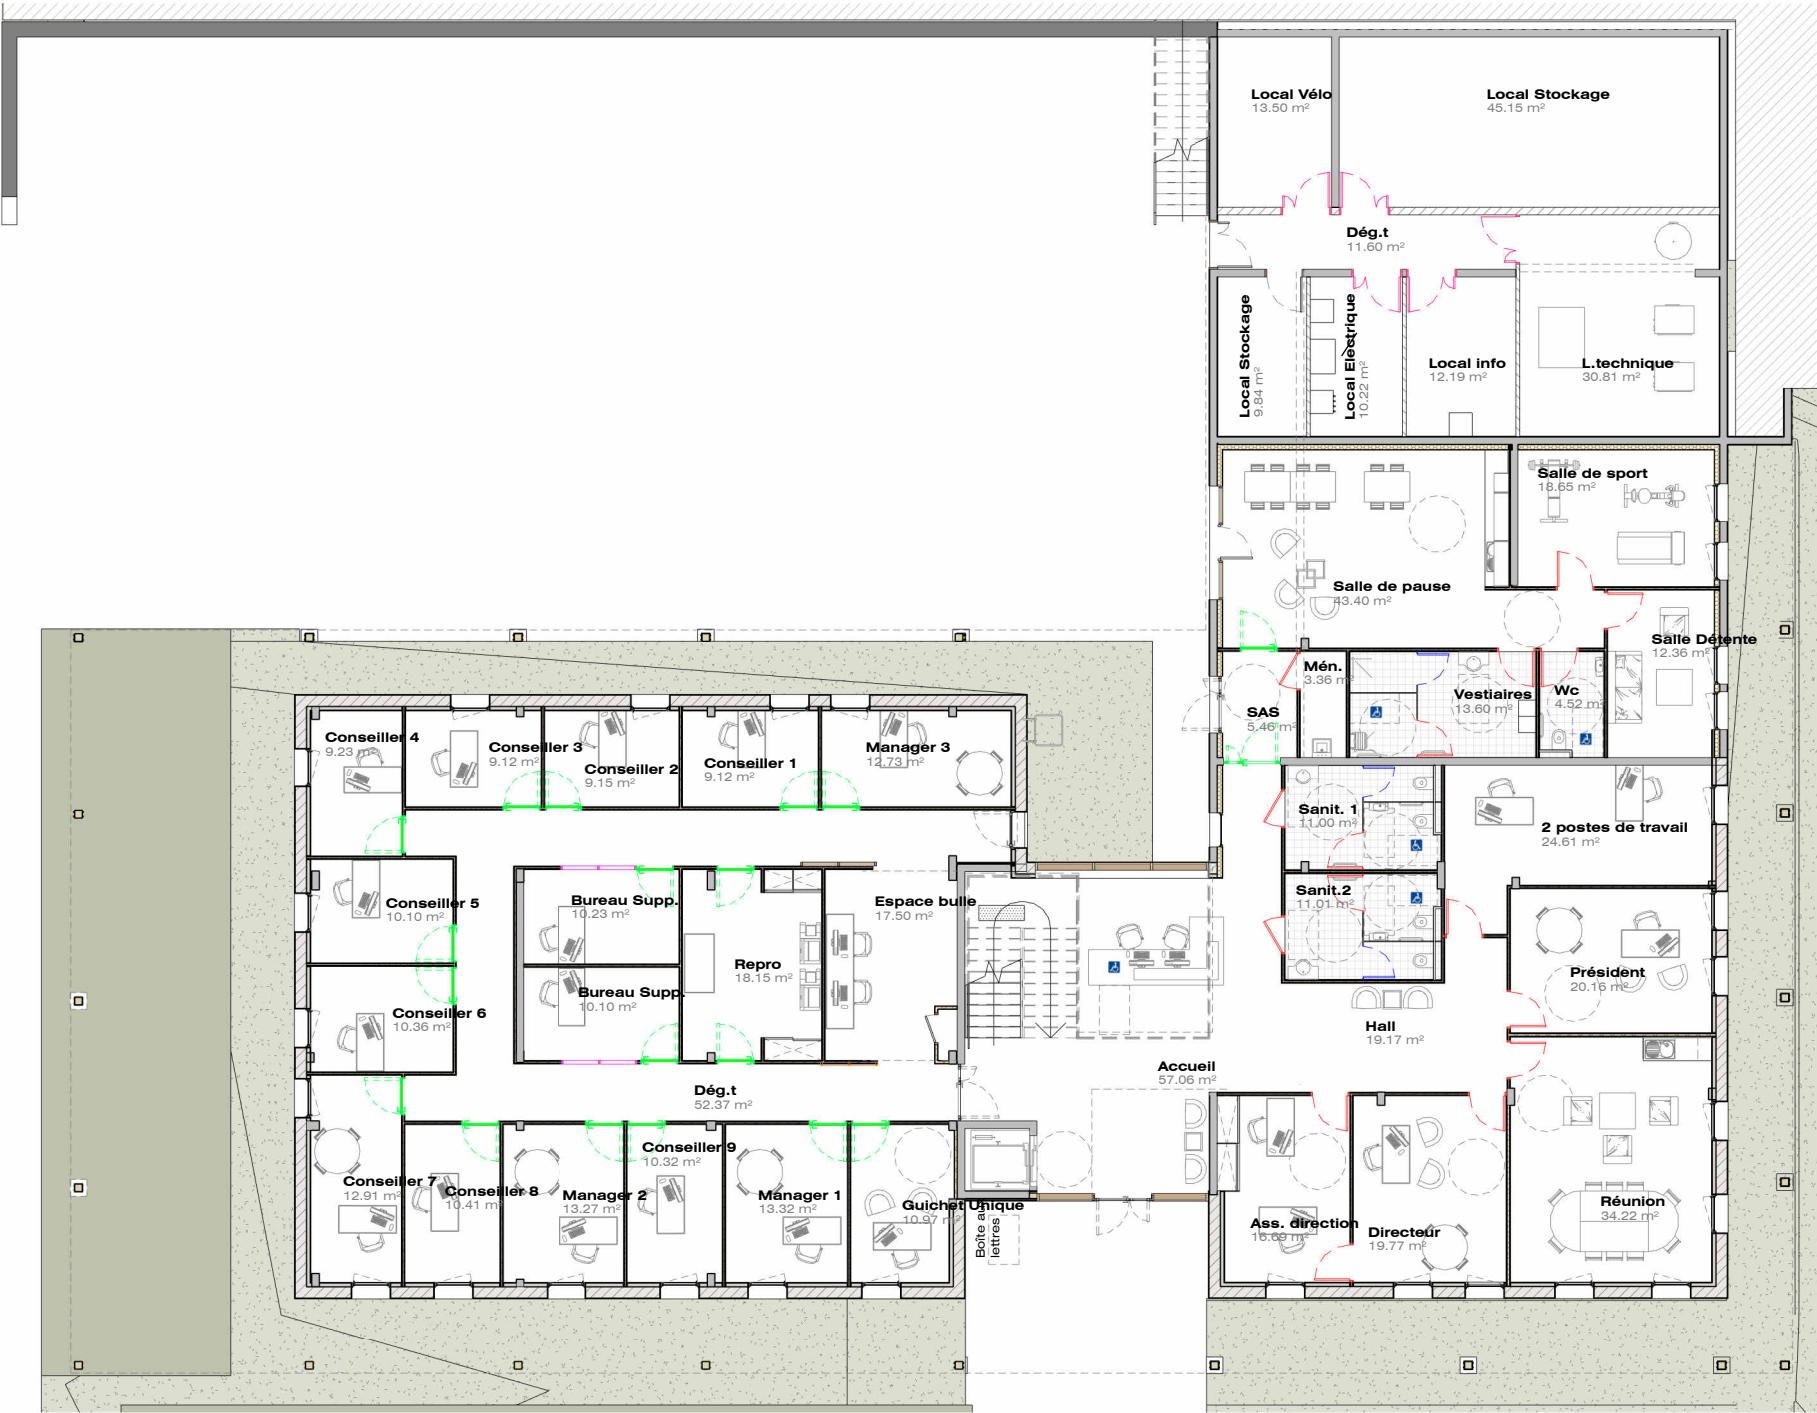 Local Vélo
13.50 m²
Local Stockage
45.15 m²
Dég.t
11.60 m²
Local Stockage
9.84 m²
Local Electrique
10.22 m²
Local info
12.19 m²
L.technique
30.81 m²
Salle de sport
18.65 m²
Salle de pause
43.40 m²
Salle Détente
12.36 m²
Mén.
3.36 m²
Vestiaires
13.60 m²
Wc
4.52 m²
SAS
5.46 m²
Conseiller 4
9.23 m²
Conseiller 3
9.12 m²
Conseiller 2
9.15 m²
Conseiller 1
9.12 m²
Manager 3
12.73 m²
Sanit. 1
11.00 m²
2 postes de travail
24.61 m²
Conseiller 5
10.10 m²
Bureau Supp.
10.23 m²
Espace bulle
17.50 m²
Sanit.2
11.01 m²
Repro
18.15 m²
Président
20.16 m²
Bureau Supp.
10.10 m²
Conseiller 6
10.36 m²
Hall
19.17 m²
Accueil
57.06 m²
Dég.t
52.37 m²
Conseiller 9
10.32 m²
Conseiller 7
12.91 m²
Conseiller 8
10.41 m²
Manager 2
13.27 m²
Manager 1
13.32 m²
Guichet Unique
10.97 m²
Boîte aux
lettres
Ass. direction
16.69 m²
Directeur
19.77 m²
Réunion
34.22 m²